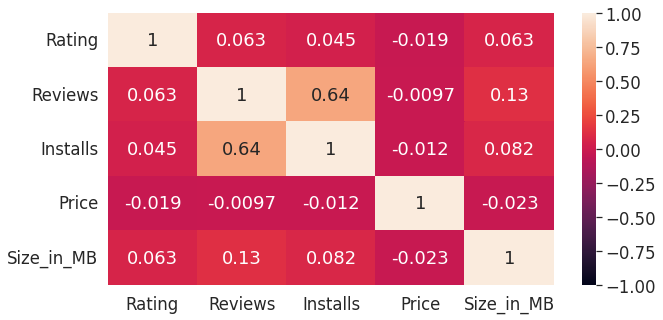 Rating 1 0.063 0.045 -0.019 0.063
Reviews 0.063 1 0.64 -0.0097 0.13
Installs 0.045 0.64 1 -0.012 0.082
Price -0.019 -0.0097 -0.012 1 -0.023
Size_in_MB 0.063 0.13 0.082 -0.023 1
Rating Reviews Installs Price Size_in_MB
1.00
0.75
0.50
0.25
0.00
−0.25
−0.50
−0.75
−1.00